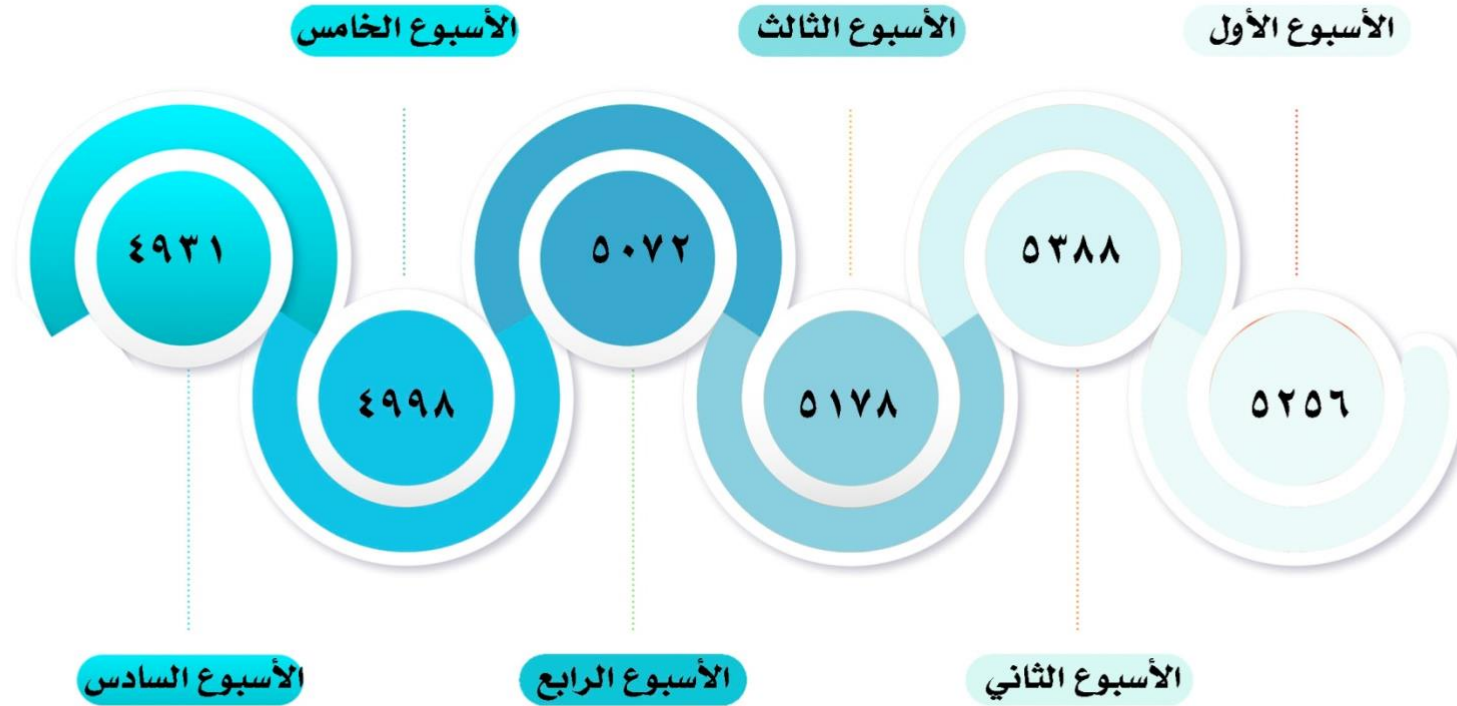 الأسبوع الأول
الأسبوع الثالث
الأسبوع الخامس
٥٣٨٨
٥٠٧٢
٤٩٣١
٥٢٥٦
٥١٧٨
٤٩٩٨
الأسبوع الثاني
الأسبوع الرابع
الأسبوع السادس